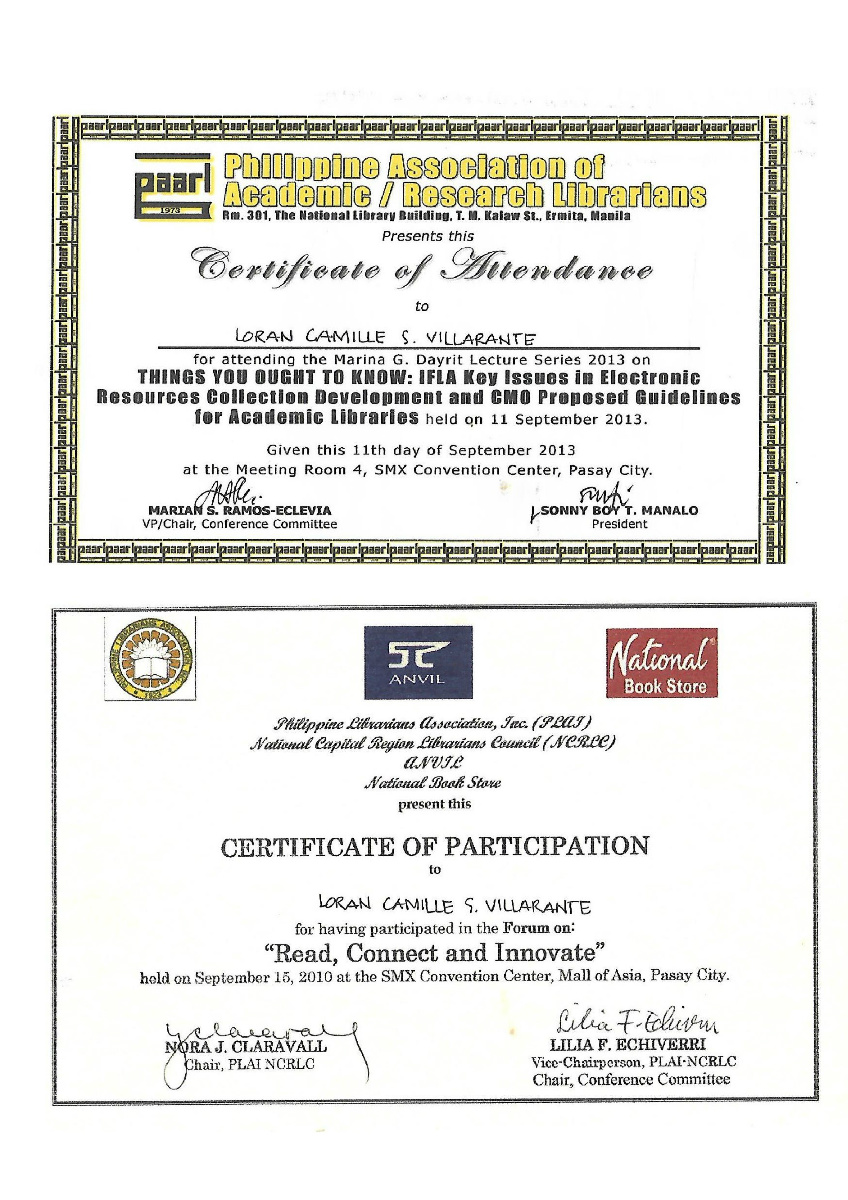 paarl
1973
Philippine Association of
Academic / Research Librarians
Rm. 301, The National Library Building, T. M. Kalaw St., Ermita, Manila
Presents this
Certificate of Attendance
to
LORAN CAMILLE S. VILLARANTE
for attending the Marina G. Dayrit Lecture Series 2013 on
THINGS YOU OUGHT TO KNOW: IFLA Key Issues in Electronic
Resources Collection Development and CMO Proposed Guidelines
for Academic Libraries held on 11 September 2013.
Given this 11th day of September 2013
at the Meeting Room 4, SMX Convention Center, Pasay City.
MARIAN S. RAMOS-ECLEVIA
VP/Chair, Conference Committee
SONNY BOY T. MANALO
President
PHILIPPINE LIBRARIANS ASSOCIATION INC.
1923
ANVIL
National
Book Store
Philippine Librarians Association, Inc. (PLAI)
National Capital Region Librarians Council (NCRLC)
ANVIL
National Book Store
present this
CERTIFICATE OF PARTICIPATION
to
LORAN CAMILLE S. VILLARANTE
for having participated in the Forum on:
“Read, Connect and Innovate”
held on September 15, 2010 at the SMX Convention Center, Mall of Asia, Pasay City.
yclaravall
NORA J. CLARAVALL
Chair, PLAI NCRLC
Lilia F. Echiverri
LILIA F. ECHIVERRI
Vice-Chairperson, PLAI-NCRLC
Chair, Conference Committee